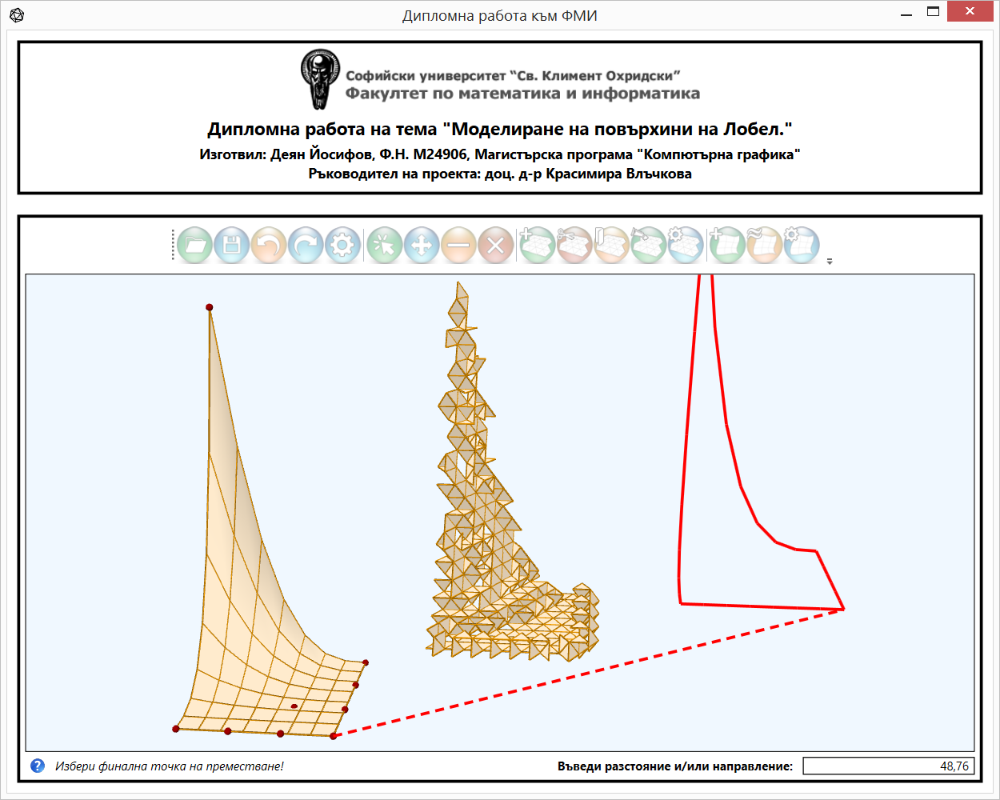 Дипломна работа към ФМИ
Софийски университет “Св. Климент Охридски”
Факултет по математика и информатика
Дипломна работа на тема "Моделиране на повърхини на Лобел."
Изготвил: Деян Йосифов, Ф.Н. М24906, Магистърска програма "Компютърна графика"
Ръководител на проекта: доц. д-р Красимира Влъчкова
Избери финална точка на преместване!
Въведи разстояние и/или направление:
48,76